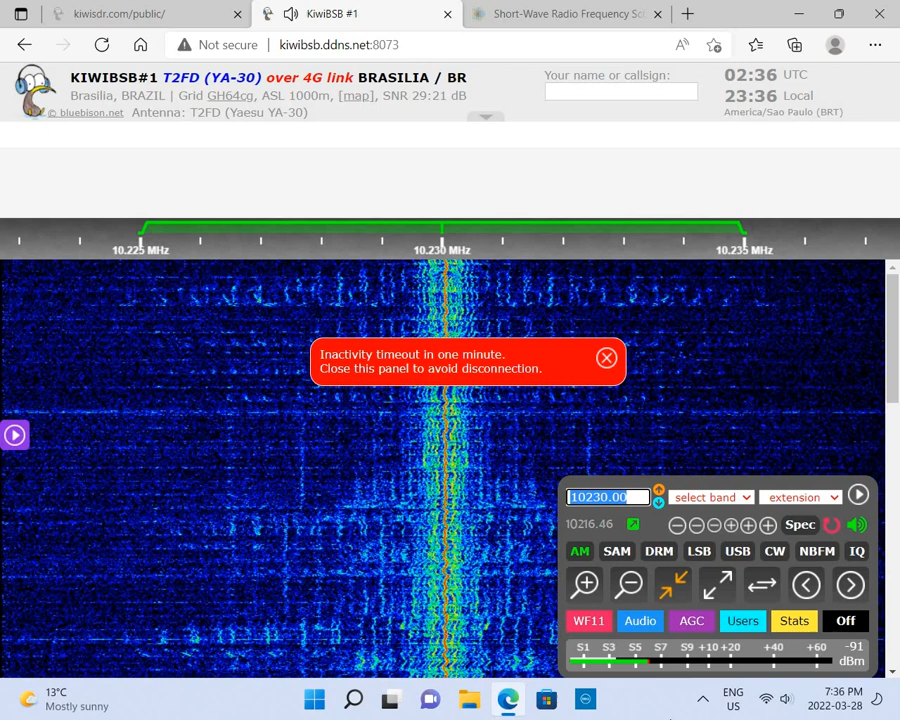 kiwisdr.com/public/
KiwiBSB #1
Short-Wave Radio Frequency Sc
Not secure
kiwibsb.ddns.net:8073
KIWIBSB#1 T2FD (YA-30) over 4G link BRASILIA / BR
Brasilia, BRAZIL | Grid GH64cg, ASL 1000m, [map], SNR 29:21 dB
© bluebison.net
Antenna: T2FD (Yaesu YA-30)
Your name or callsign:
02:36 UTC
23:36 Local
America/Sao Paulo (BRT)
10.225 MHz
10.230 MHz
10.235 MHz
Inactivity timeout in one minute.
Close this panel to avoid disconnection.
10230.00
select band
extension
10216.46
Spec
AM SAM DRM LSB USB CW NBFM IQ
WF11 Audio AGC Users Stats Off
S1 S3 S5 S7 S9 +10 +20 +40 +60 -91
dBm
13°C
Mostly sunny
ENG
US
7:36 PM
2022-03-28